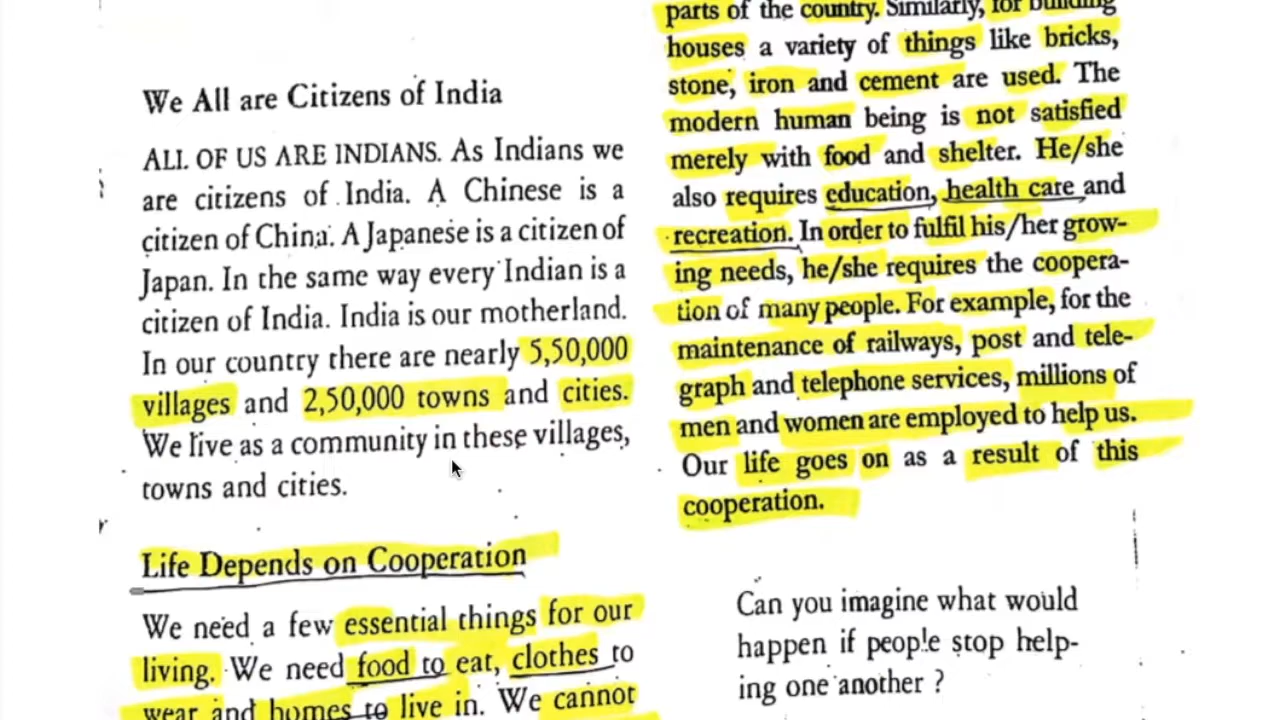 We All are Citizens of India
ALL OF US ARE INDIANS. As Indians we
are citizens of India. A Chinese is a
citizen of China. A Japanese is a citizen of
Japan. In the same way every Indian is a
citizen of India. India is our motherland.
In our country there are nearly 5,50,000
villages and 2,50,000 towns and cities.
We live as a community in these villages,
towns and cities.
Life Depends on Cooperation
We need a few essential things for our
living. We need food to eat, clothes to
wear and homes to live in. We cannot
parts of the country. Similarly, for building
houses a variety of things like bricks,
stone, iron and cement are used. The
modern human being is not satisfied
merely with food and shelter. He/she
also requires education, health care and
recreation. In order to fulfil his/her grow-
ing needs, he/she requires the coopera-
tion of many people. For example, for the
maintenance of railways, post and tele-
graph and telephone services, millions of
men and women are employed to help us.
Our life goes on as a result of this
cooperation.
Can you imagine what would
happen if people stop help-
ing one another ?